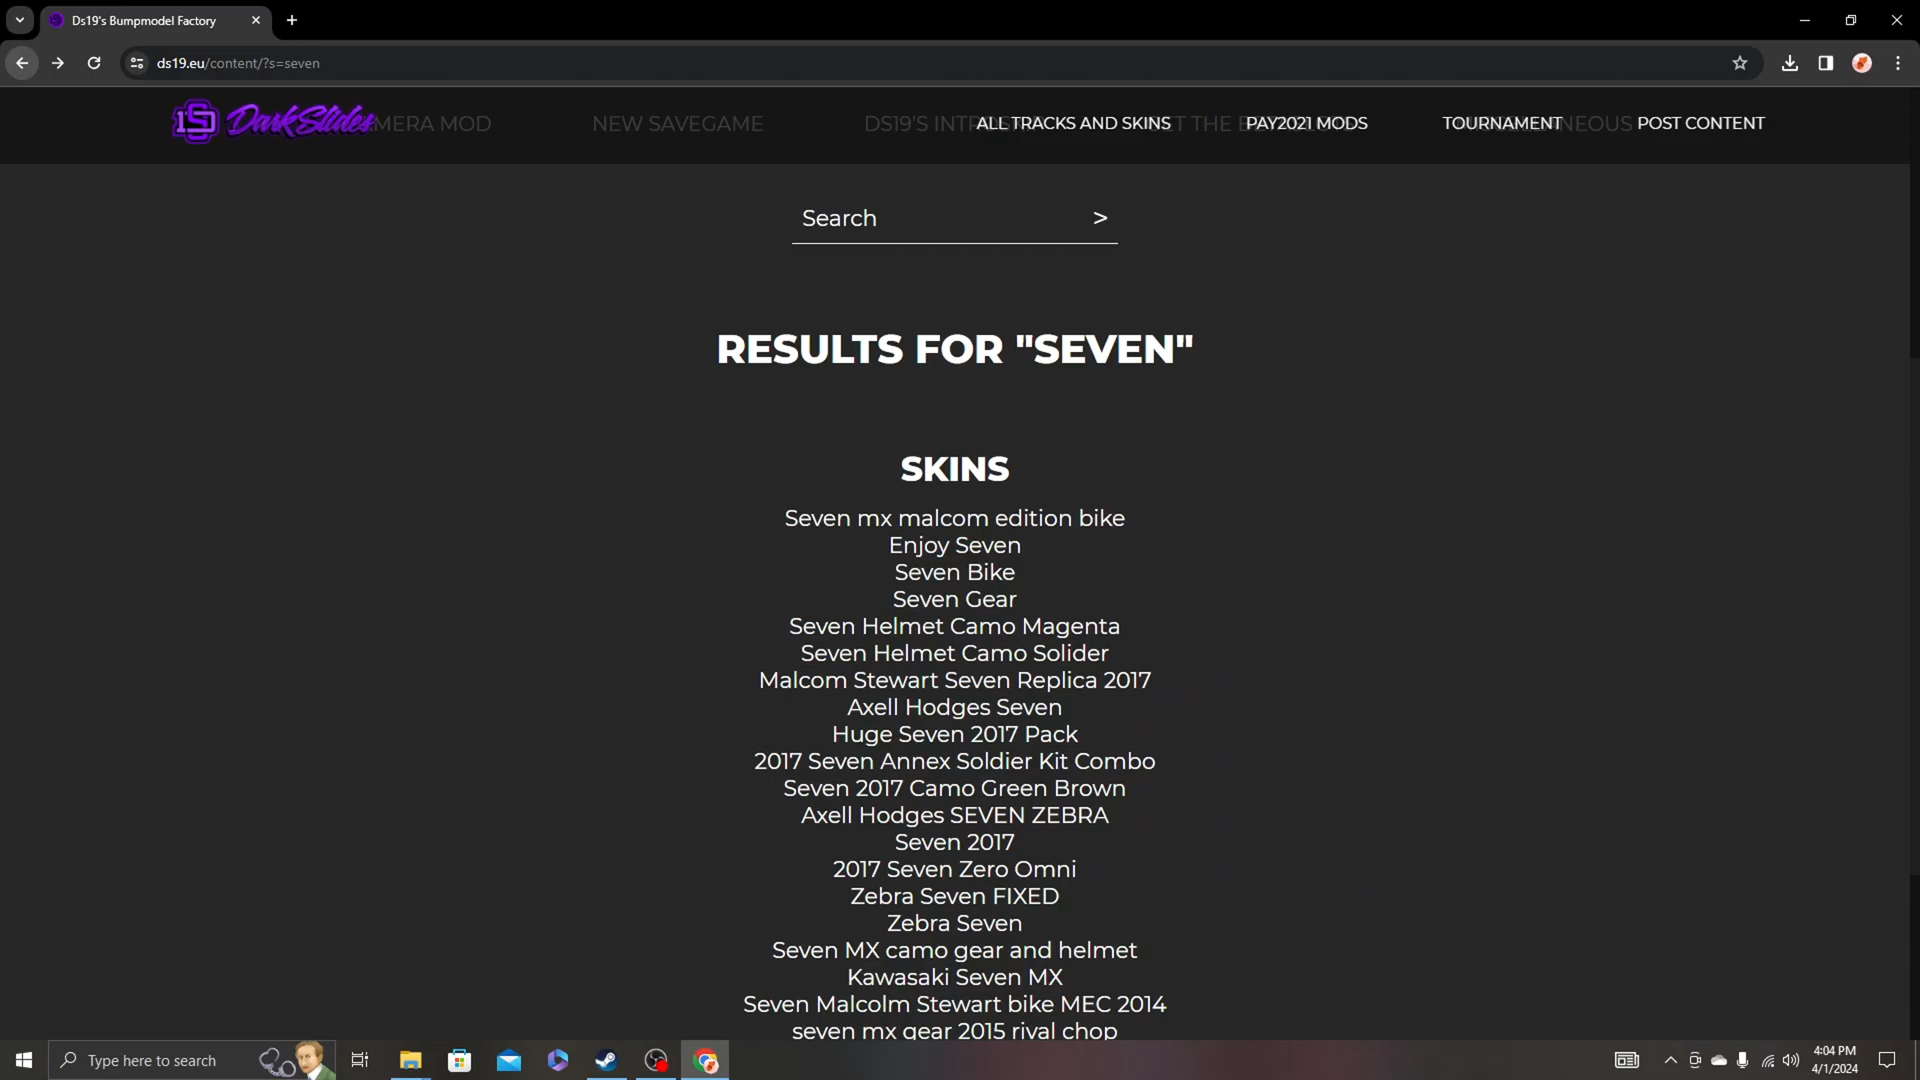 Ds19's Bumpmodel Factory
ds19.eu/content/?s=seven
DarkSlides
MERA MOD
NEW SAVEGAME
DS19'S INT
ALL TRACKS AND SKINS
PAY2021 MODS
TOURNAMENT
NEOUS
POST CONTENT
Search >
RESULTS FOR "SEVEN"
SKINS
Seven mx malcom edition bike
Enjoy Seven
Seven Bike
Seven Gear
Seven Helmet Camo Magenta
Seven Helmet Camo Solider
Malcom Stewart Seven Replica 2017
Axell Hodges Seven
Huge Seven 2017 Pack
2017 Seven Annex Soldier Kit Combo
Seven 2017 Camo Green Brown
Axell Hodges SEVEN ZEBRA
Seven 2017
2017 Seven Zero Omni
Zebra Seven FIXED
Zebra Seven
Seven MX camo gear and helmet
Kawasaki Seven MX
Seven Malcolm Stewart bike MEC 2014
seven mx gear 2015 rival chop
Type here to search
4:04 PM
4/1/2024